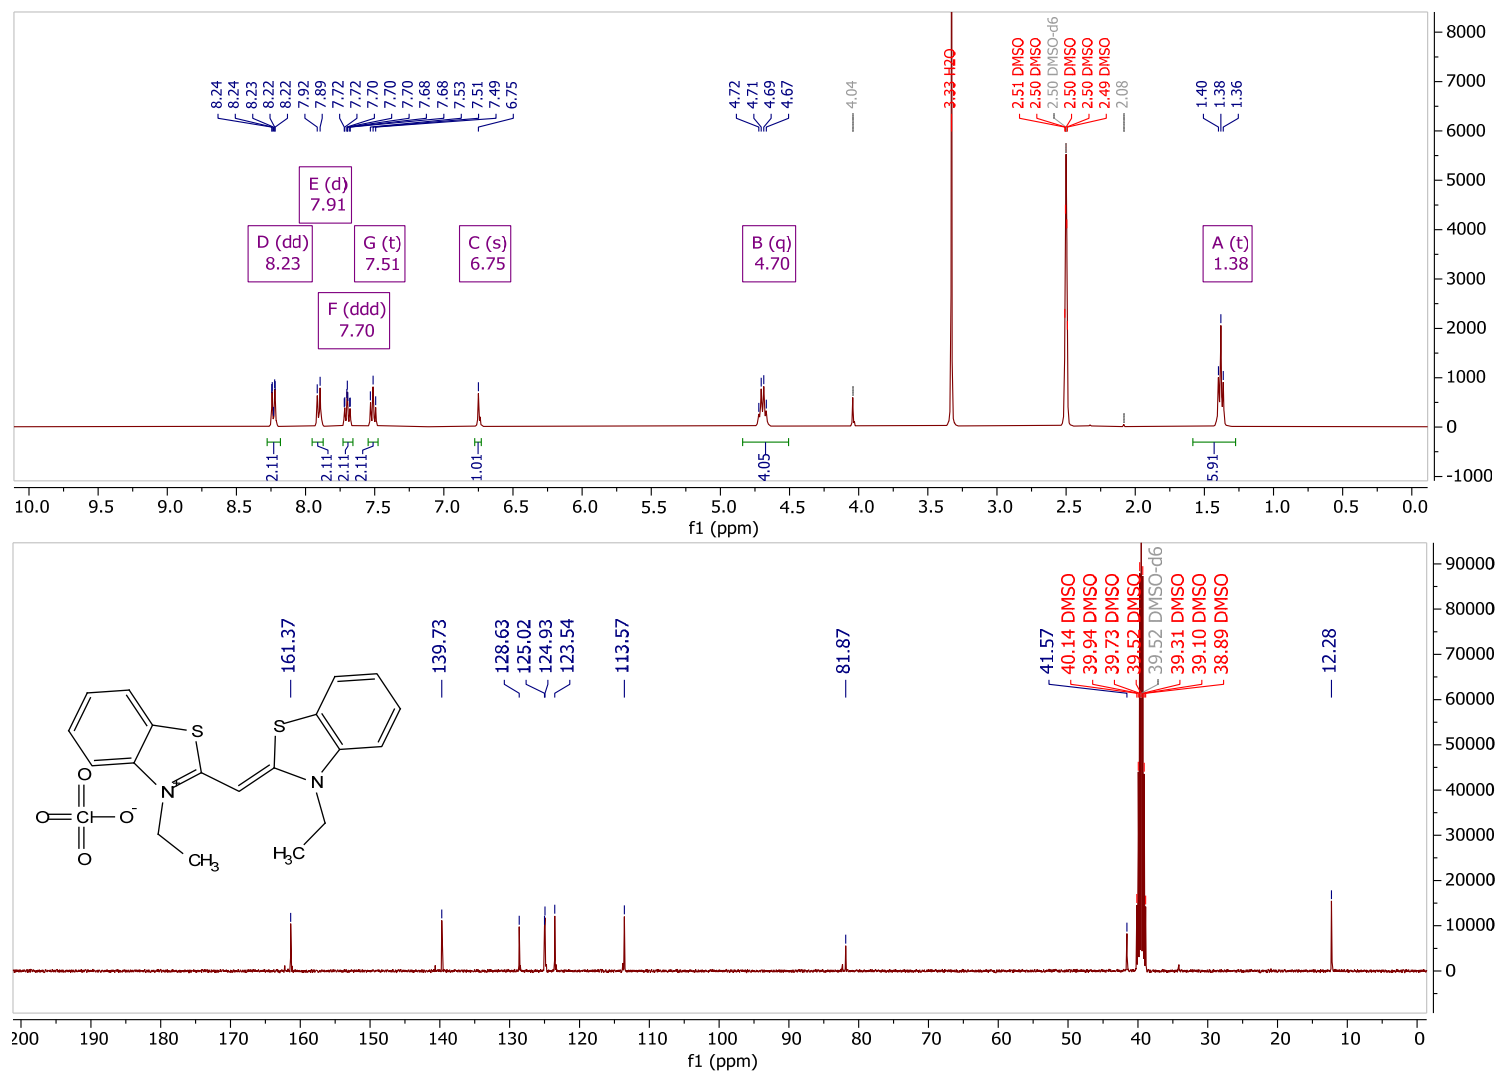 8.24
8.24
8.23
8.22
8.22
7.92
7.89
7.72
7.72
7.70
7.70
7.70
7.68
7.68
7.53
7.51
7.49
6.75
4.72
4.71
4.69
4.67
4.04
3.33 H2O
2.51 DMSO
2.50 DMSO
2.50 DMSO-d6
2.50 DMSO
2.50 DMSO
2.49 DMSO
2.08
1.40
1.38
1.36
8000
7000
6000
5000
4000
3000
2000
1000
0
-1000
E (d)
7.91
D (dd)
8.23
G (t)
7.51
C (s)
6.75
B (q)
4.70
A (t)
1.38
F (ddd)
7.70
2.11
2.11
2.11
2.11
1.01
4.05
5.91
10.0 9.5 9.0 8.5 8.0 7.5 7.0 6.5 6.0 5.5 5.0 4.5 4.0 3.5 3.0 2.5 2.0 1.5 1.0 0.5 0.0
f1 (ppm)
161.37
139.73
128.63
125.02
124.93
123.54
113.57
81.87
41.57
40.14 DMSO
39.94 DMSO
39.73 DMSO
39.52 DMSO
39.52 DMSO-d6
39.31 DMSO
39.10 DMSO
38.89 DMSO
12.28
90000
80000
70000
60000
50000
40000
30000
20000
10000
0
S
S
N+
N
O
O
Cl
O-
O
CH3
H3C
200 190 180 170 160 150 140 130 120 110 100 90 80 70 60 50 40 30 20 10 0
f1 (ppm)